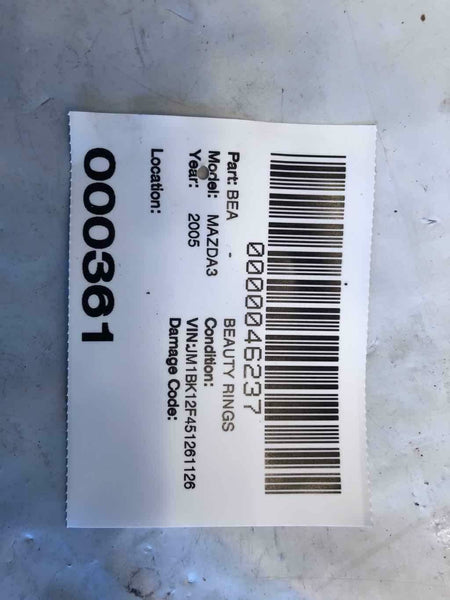 0000046237
Part: BEA - BEAUTY RINGS
Model: MAZDA3 Condition:
Year: 2005 VIN:JM1BK12F451261126
Damage Code:
Location:
000361